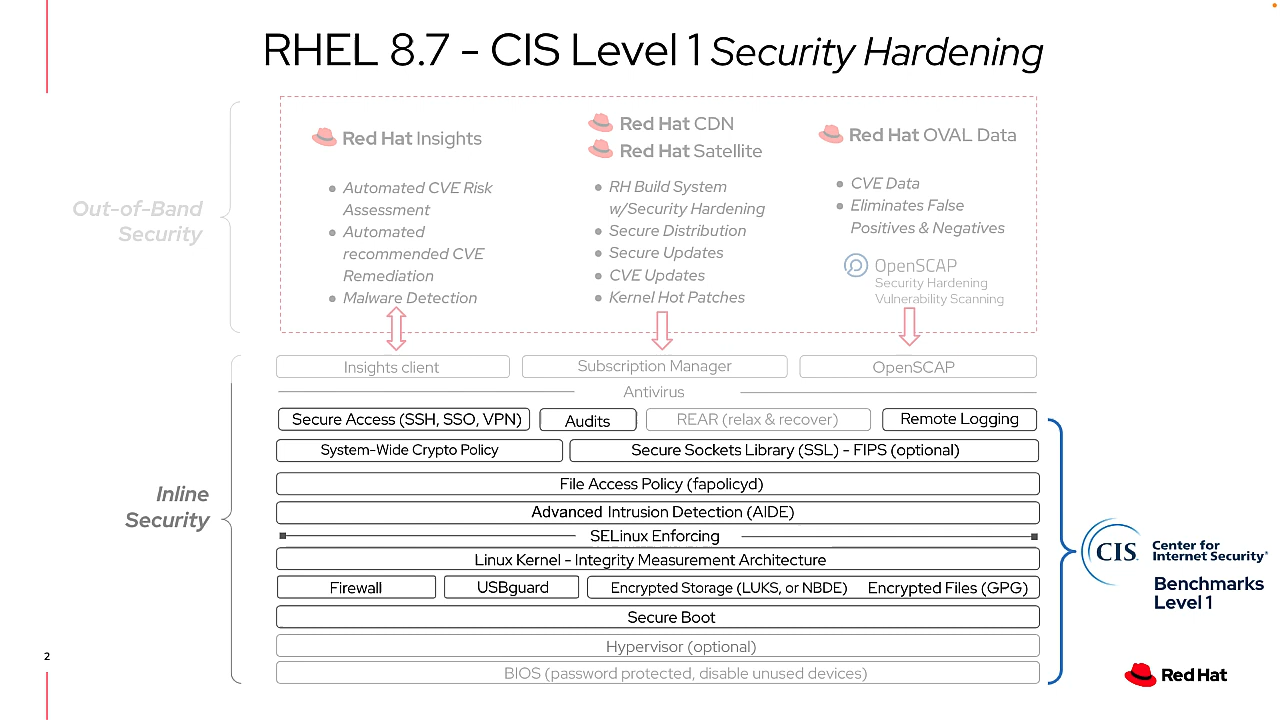 RHEL 8.7 - CIS Level 1 Security Hardening
Out-of-Band
Security
Red Hat Insights
• Automated CVE Risk
Assessment
• Automated
recommended CVE
Remediation
• Malware Detection
Red Hat CDN
Red Hat Satellite
• RH Build System
w/Security Hardening
• Secure Distribution
• Secure Updates
• CVE Updates
• Kernel Hot Patches
Red Hat OVAL Data
• CVE Data
• Eliminates False
Positives & Negatives
OpenSCAP
Security Hardening
Vulnerability Scanning
Inline
Security
Insights client
Subscription Manager
OpenSCAP
Antivirus
Secure Access (SSH, SSO, VPN)
Audits
REAR (relax & recover)
Remote Logging
System-Wide Crypto Policy
Secure Sockets Library (SSL) - FIPS (optional)
File Access Policy (fapolicyd)
Advanced Intrusion Detection (AIDE)
SELinux Enforcing
Linux Kernel - Integrity Measurement Architecture
Firewall
USBguard
Encrypted Storage (LUKS, or NBDE)
Encrypted Files (GPG)
Secure Boot
Hypervisor (optional)
BIOS (password protected, disable unused devices)
CIS.
Center for
Internet Security®
Benchmarks
Level 1
2
Red Hat